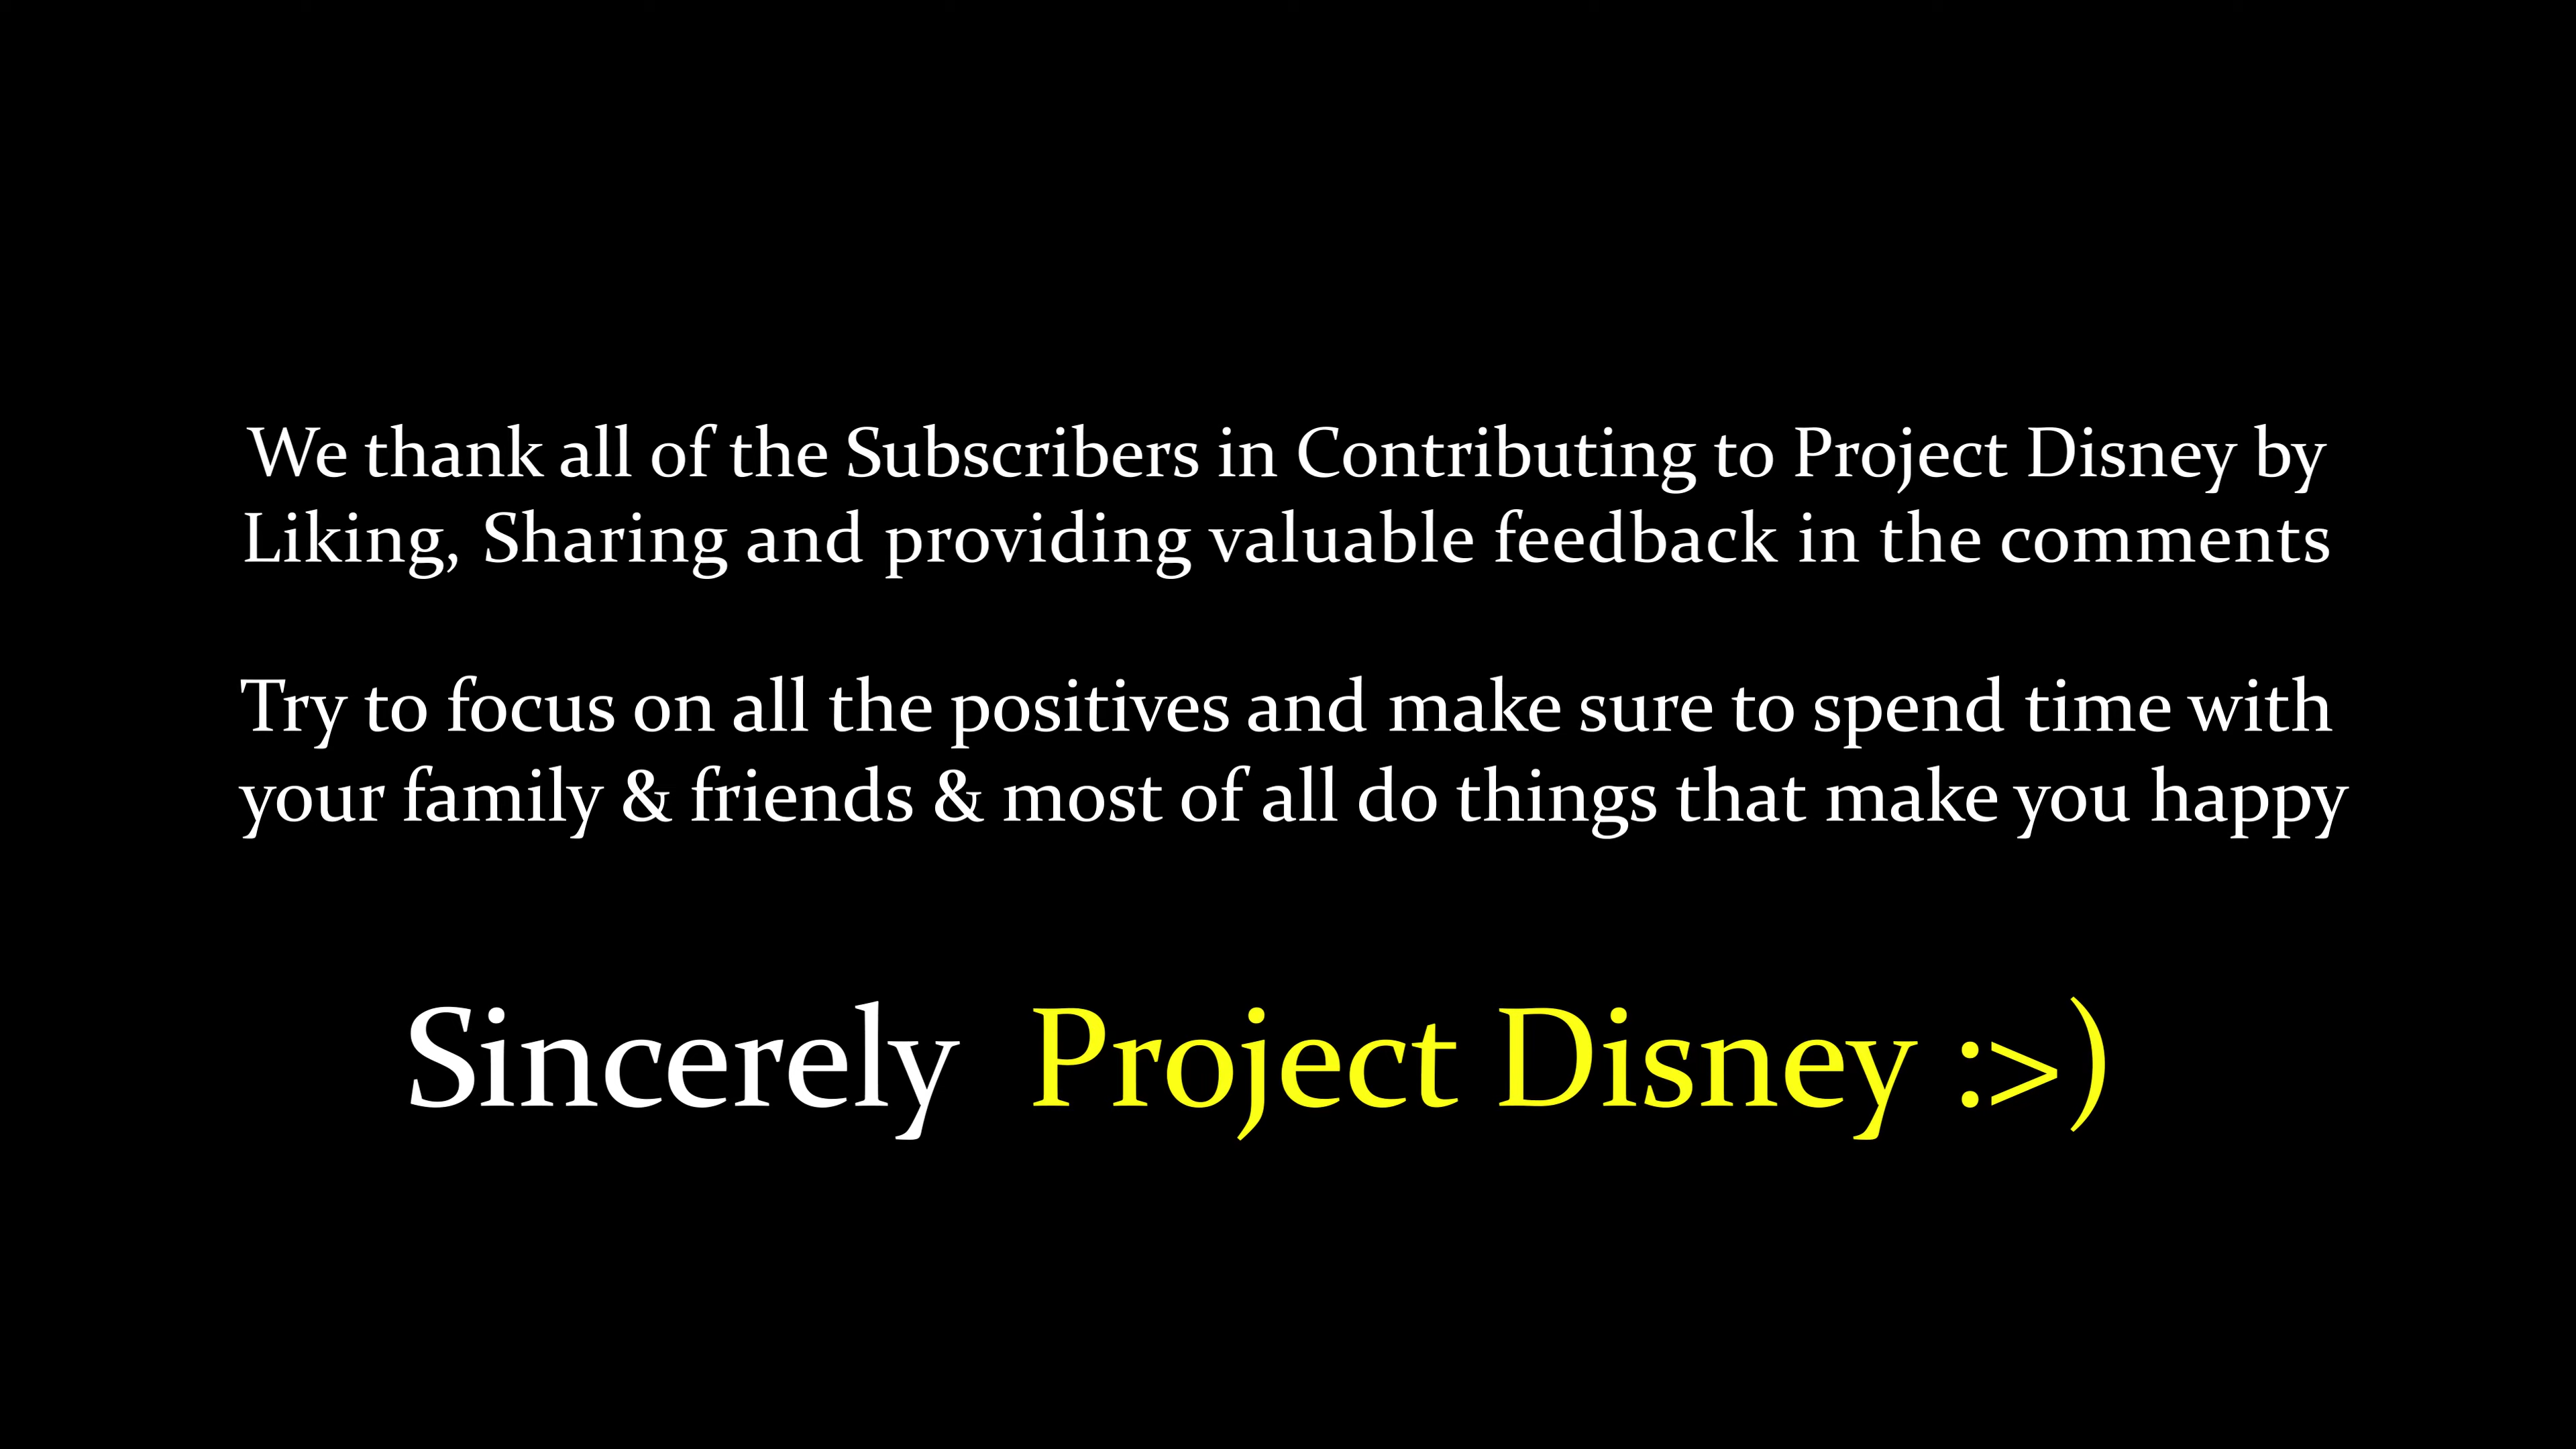 We thank all of the Subscribers in Contributing to Project Disney by
Liking, Sharing and providing valuable feedback in the comments
Try to focus on all the positives and make sure to spend time with
your family & friends & most of all do things that make you happy
Sincerely Project Disney :>)